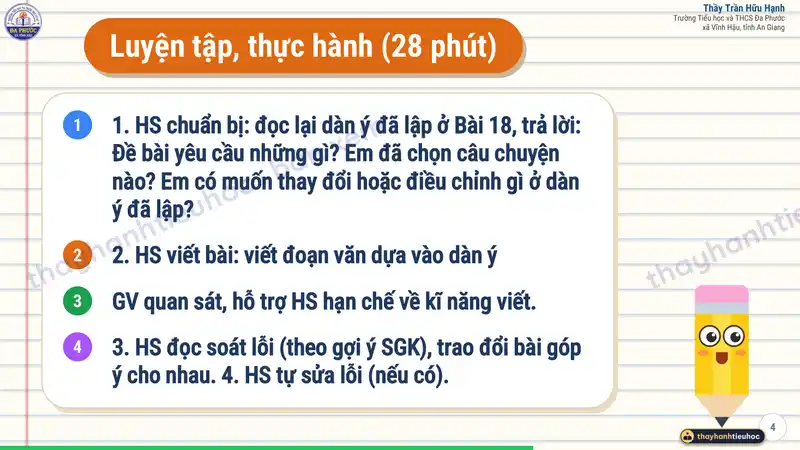 ĐA PHƯỚC
Thầy Trần Hữu Hạnh
Trường Tiểu học và THCS Đa Phước
xã Vĩnh Hậu, tỉnh An Giang
Luyện tập, thực hành (28 phút)
1
1. HS chuẩn bị: đọc lại dàn ý đã lập ở Bài 18, trả lời:
Đề bài yêu cầu những gì? Em đã chọn câu chuyện
nào? Em có muốn thay đổi hoặc điều chỉnh gì ở dàn
ý đã lập?
2
2. HS viết bài: viết đoạn văn dựa vào dàn ý
3
GV quan sát, hỗ trợ HS hạn chế về kĩ năng viết.
4
3. HS đọc soát lỗi (theo gợi ý SGK), trao đổi bài góp
ý cho nhau. 4. HS tự sửa lỗi (nếu có).
4
thayhanhtieuhoc